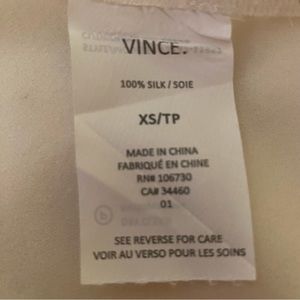 VINCE.
100% SILK / SOIE
XS/TP
MADE IN CHINA
FABRIQUÉ EN CHINE
RN# 106730
CA# 34460
01
SEE REVERSE FOR CARE
VOIR AU VERSO POUR LES SOINS